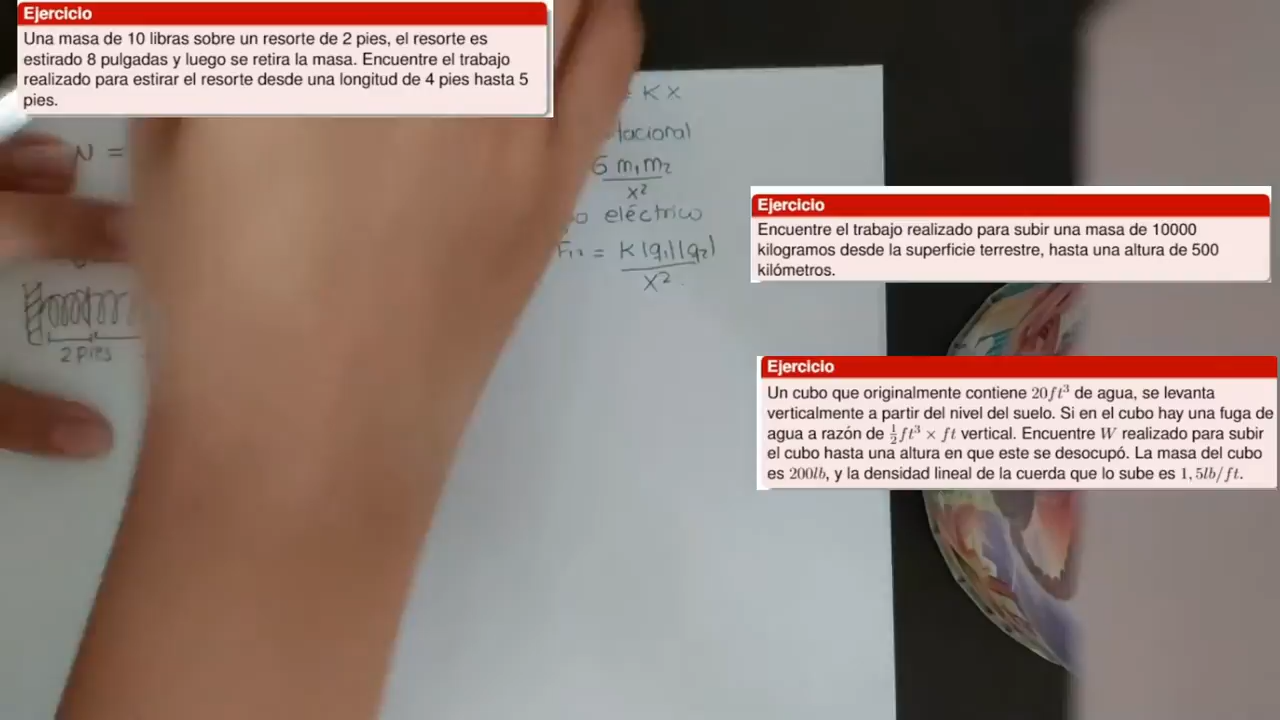 Ejercicio
Una masa de 10 libras sobre un resorte de 2 pies, el resorte es
estirado 8 pulgadas y luego se retira la masa. Encuentre el trabajo
realizado para estirar el resorte desde una longitud de 4 pies hasta 5
pies.
= K X
N =
tacional
G m₁m₂
x²
o eléctrico
F₁₂ = K|q₁||q₂|
x²
2 Pies
Ejercicio
Encuentre el trabajo realizado para subir una masa de 10000
kilogramos desde la superficie terrestre, hasta una altura de 500
kilómetros.
Ejercicio
Un cubo que originalmente contiene 20ft³ de agua, se levanta
verticalmente a partir del nivel del suelo. Si en el cubo hay una fuga de
agua a razón de ½ft³ × ft vertical. Encuentre W realizado para subir
el cubo hasta una altura en que este se desocupó. La masa del cubo
es 200lb, y la densidad lineal de la cuerda que lo sube es 1,5lb/ft.